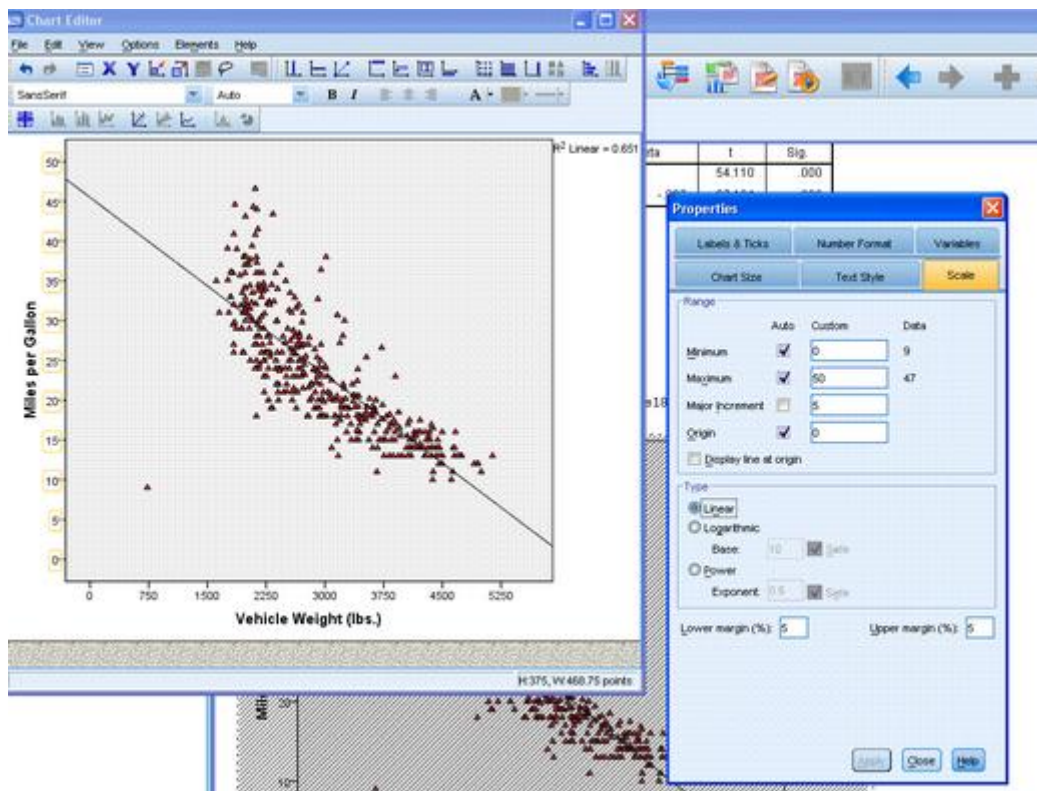 Chart Editor
File Edit View Options Elements Help
SansSerif Auto B I A
R² Linear = 0.651
50
45
40
35
30
25
20
15
10
5
0
Miles per Gallon
0 750 1500 2250 3000 3750 4500 5250
Vehicle Weight (lbs.)
H:375, W:468.75 points
t Sig.
54.110 .000
Properties
Labels & Ticks Number Format Variables
Chart Size Text Style Scale
Range
Auto Custom Data
Minimum 0 9
Maximum 50 47
Major Increment 5
Origin 0
Display line at origin
Type
Linear
Logarithmic
Base: 10 Safe
Power
Exponent: 0.5 Safe
Lower margin (%): 5 Upper margin (%): 5
Apply Close Help
20
10